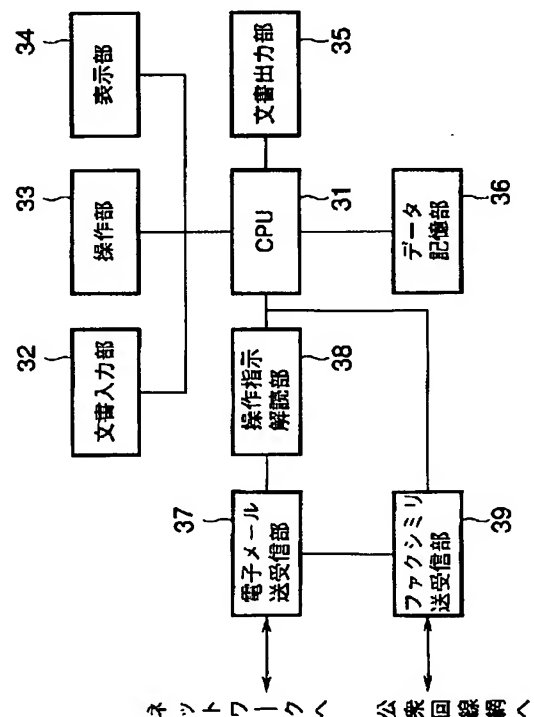 34
表示部
35
文書出力部
33
操作部
31
CPU
36
データ
記憶部
32
文書入力部
38
操作指示
解読部
37
電子メール
送受信部
39
ファクシミリ
送受信部
ネットワークへ
公衆回線網へ